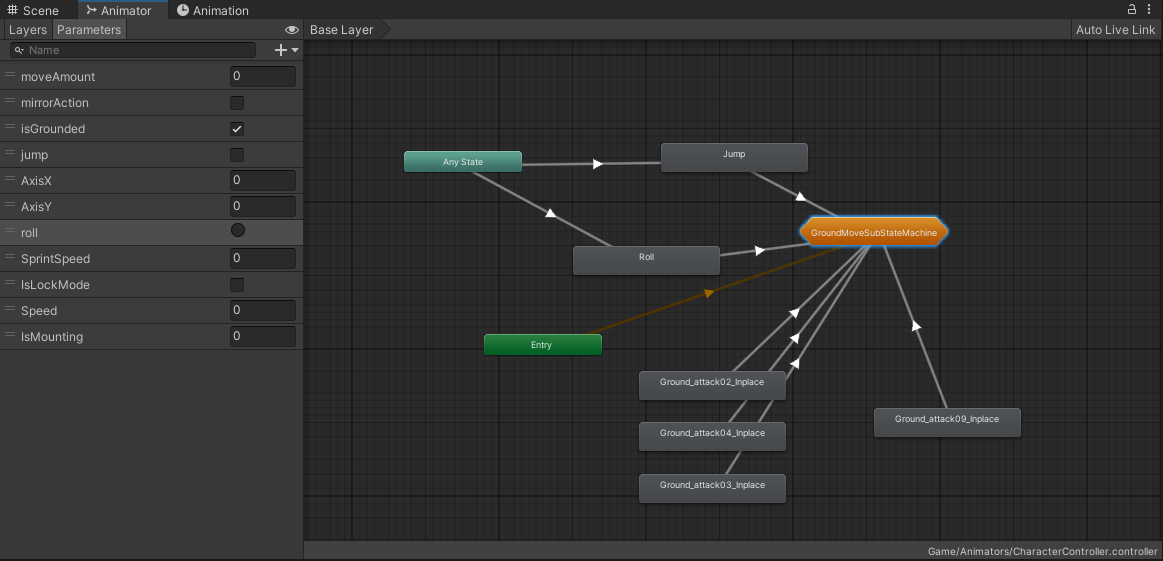 Scene Animator Animation
Layers Parameters Base Layer Auto Live Link
Name
moveAmount 0
mirrorAction
isGrounded
jump
AxisX 0
AxisY 0
roll
SprintSpeed 0
IsLockMode
Speed 0
IsMounting 0
Any State
Jump
GroundMoveSubStateMachine
Roll
Entry
Ground_attack02_Inplace
Ground_attack09_Inplace
Ground_attack04_Inplace
Ground_attack03_Inplace
Game/Animators/CharacterController.controller